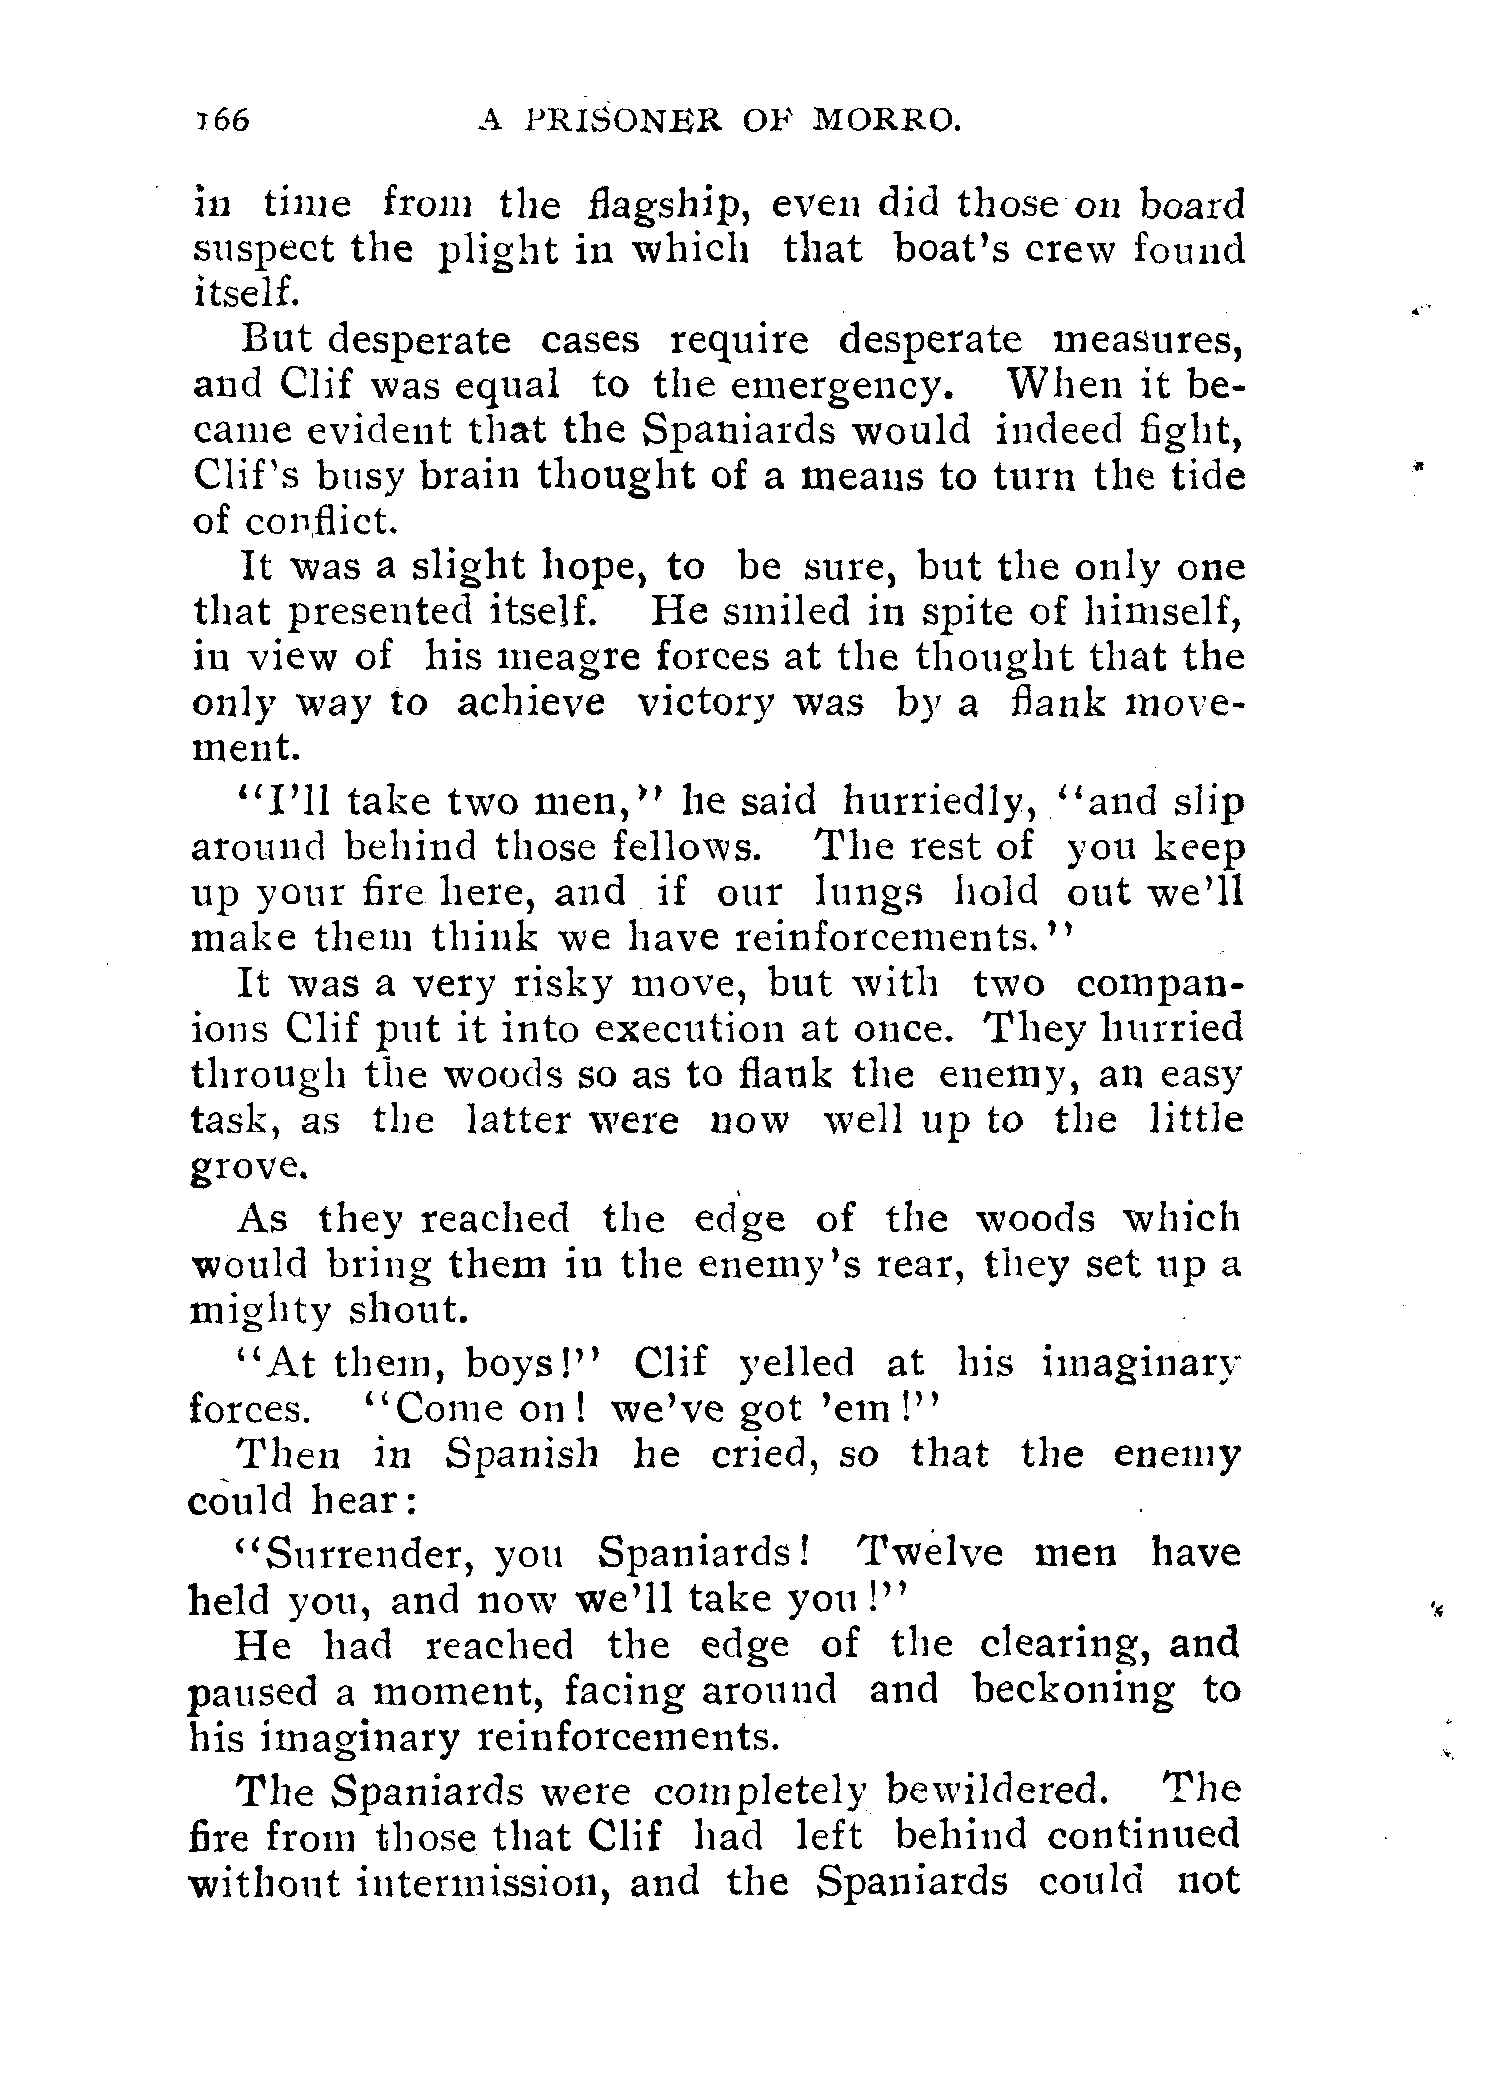 166 A PRISONER OF MORRO.
in time from the flagship, even did those on board
suspect the plight in which that boat's crew found
itself.
But desperate cases require desperate measures,
and Clif was equal to the emergency. When it be-
came evident that the Spaniards would indeed fight,
Clif's busy brain thought of a means to turn the tide
of conflict.
It was a slight hope, to be sure, but the only one
that presented itself. He smiled in spite of himself,
in view of his meagre forces at the thought that the
only way to achieve victory was by a flank move-
ment.
"I'll take two men," he said hurriedly, "and slip
around behind those fellows. The rest of you keep
up your fire here, and if our lungs hold out we'll
make them think we have reinforcements."
It was a very risky move, but with two compan-
ions Clif put it into execution at once. They hurried
through the woods so as to flank the enemy, an easy
task, as the latter were now well up to the little
grove.
As they reached the edge of the woods which
would bring them in the enemy's rear, they set up a
mighty shout.
"At them, boys!" Clif yelled at his imaginary
forces. "Come on! we've got 'em!"
Then in Spanish he cried, so that the enemy
could hear:
"Surrender, you Spaniards! Twelve men have
held you, and now we'll take you!"
He had reached the edge of the clearing, and
paused a moment, facing around and beckoning to
his imaginary reinforcements.
The Spaniards were completely bewildered. The
fire from those that Clif had left behind continued
without intermission, and the Spaniards could not